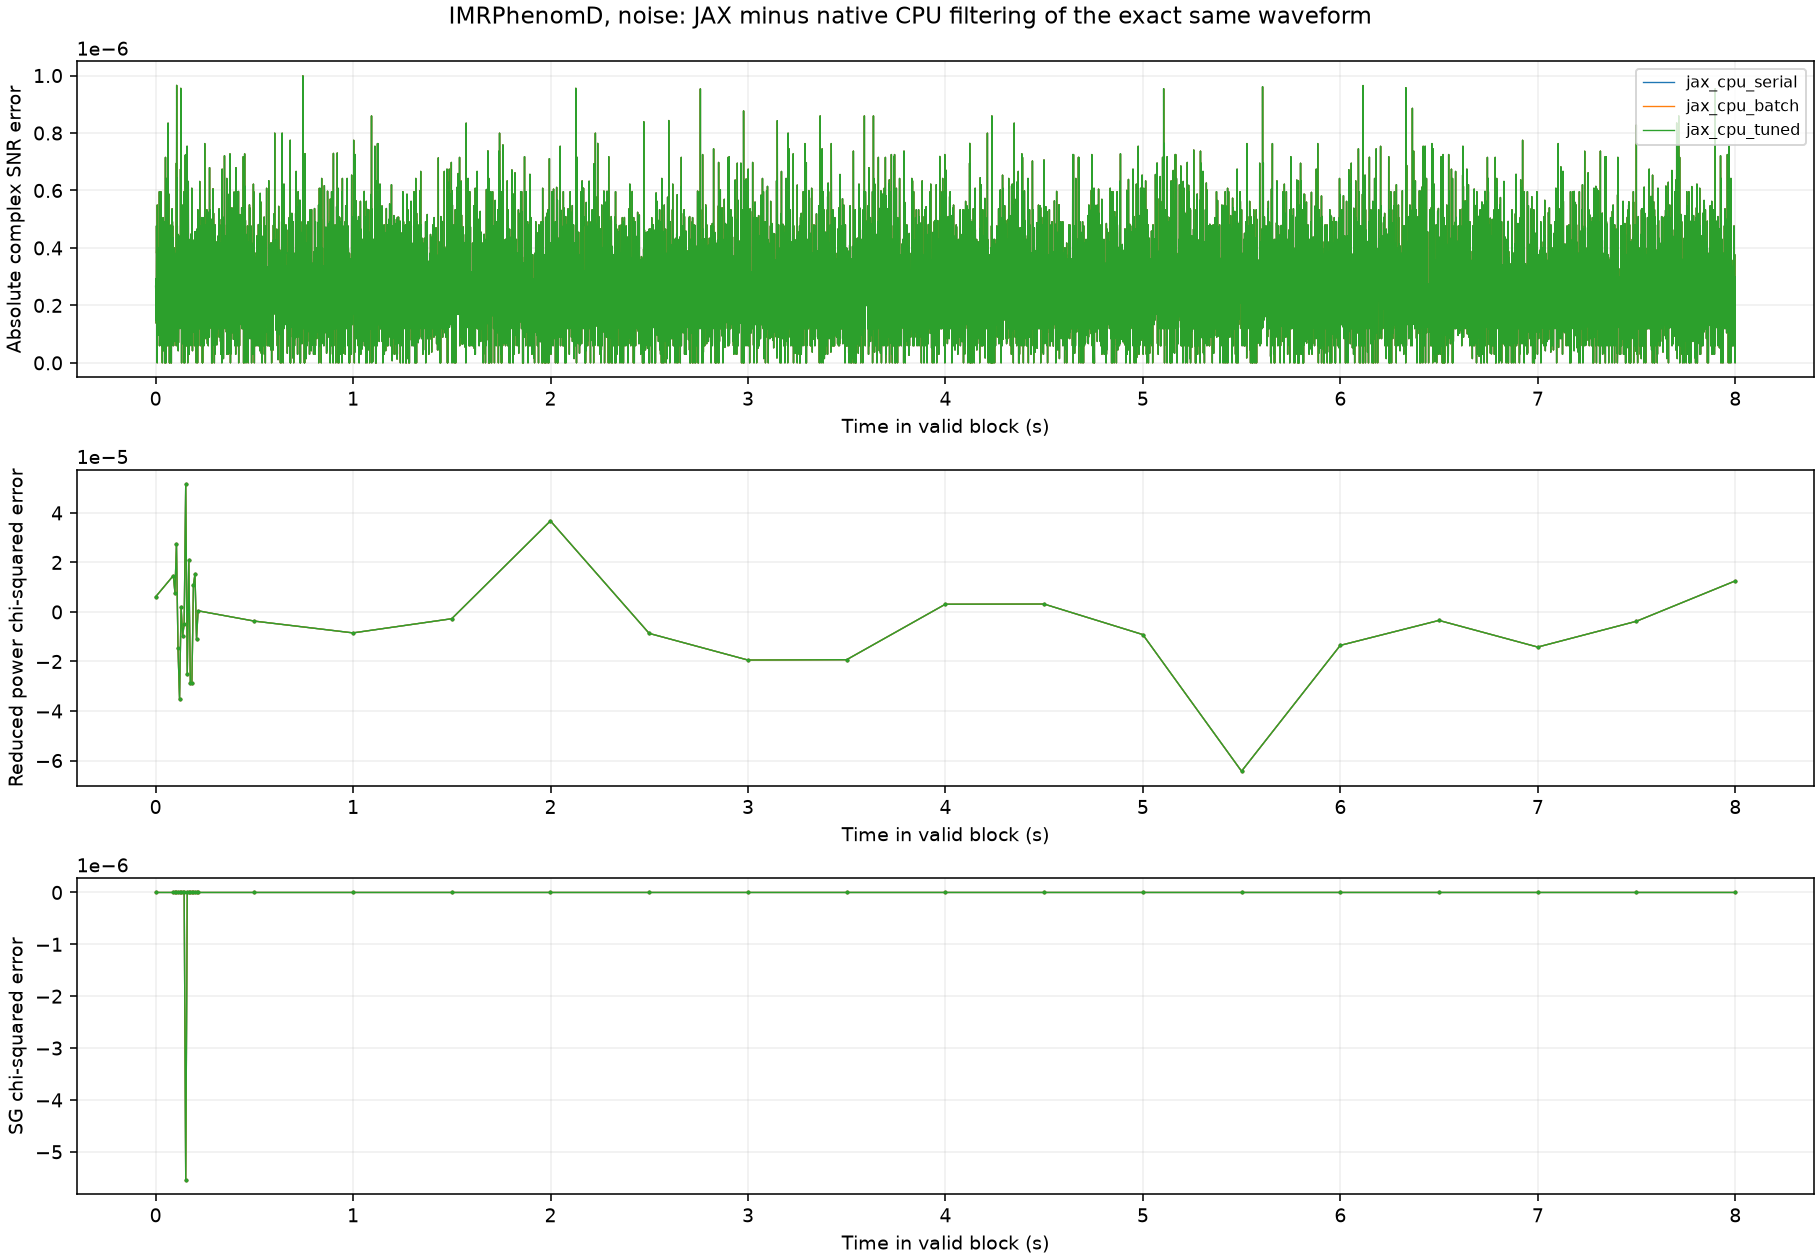 IMRPhenomD, noise: JAX minus native CPU filtering of the exact same waveform
1e−6
Absolute complex SNR error
1.0
0.8
0.6
0.4
0.2
0.0
jax_cpu_serial
jax_cpu_batch
jax_cpu_tuned
0 1 2 3 4 5 6 7 8
Time in valid block (s)
1e−5
Reduced power chi-squared error
4
2
0
−2
−4
−6
0 1 2 3 4 5 6 7 8
Time in valid block (s)
1e−6
SG chi-squared error
0
−1
−2
−3
−4
−5
0 1 2 3 4 5 6 7 8
Time in valid block (s)